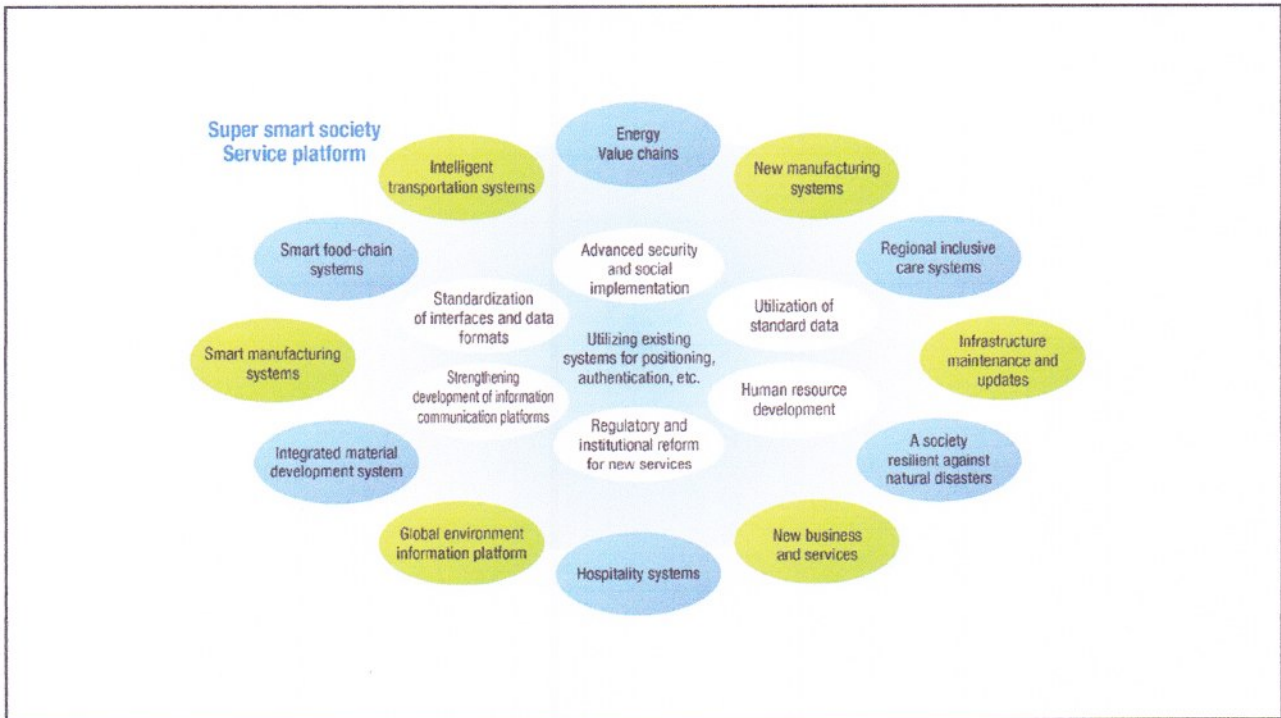 Super smart society
Service platform
Energy
Value chains
Intelligent
transportation systems
New manufacturing
systems
Smart food-chain
systems
Regional inclusive
care systems
Advanced security
and social
implementation
Standardization
of interfaces and data
formats
Utilization of
standard data
Utilizing existing
systems for positioning,
authentication, etc.
Smart manufacturing
systems
Infrastructure
maintenance and
updates
Strengthening
development of information
communication platforms
Human resource
development
Regulatory and
institutional reform
for new services
Integrated material
development system
A society
resilient against
natural disasters
Global environment
information platform
New business
and services
Hospitality systems